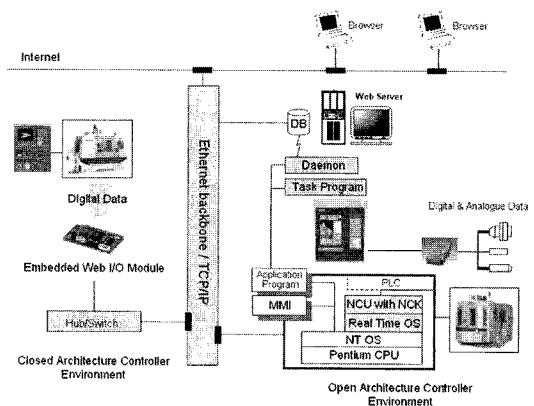 Browser
Browser
Internet
Web Server
DB
Ethernet backbone / TCP/IP
Daemon
Task Program
Digital Data
Digital & Analogue Data
Embedded Web I/O Module
Application
Program
PLC
MMI
NCU with NCK
Real Time OS
NT OS
Pentium CPU
Hub/Switch
Closed Architecture Controller
Environment
Open Architecture Controller
Environment